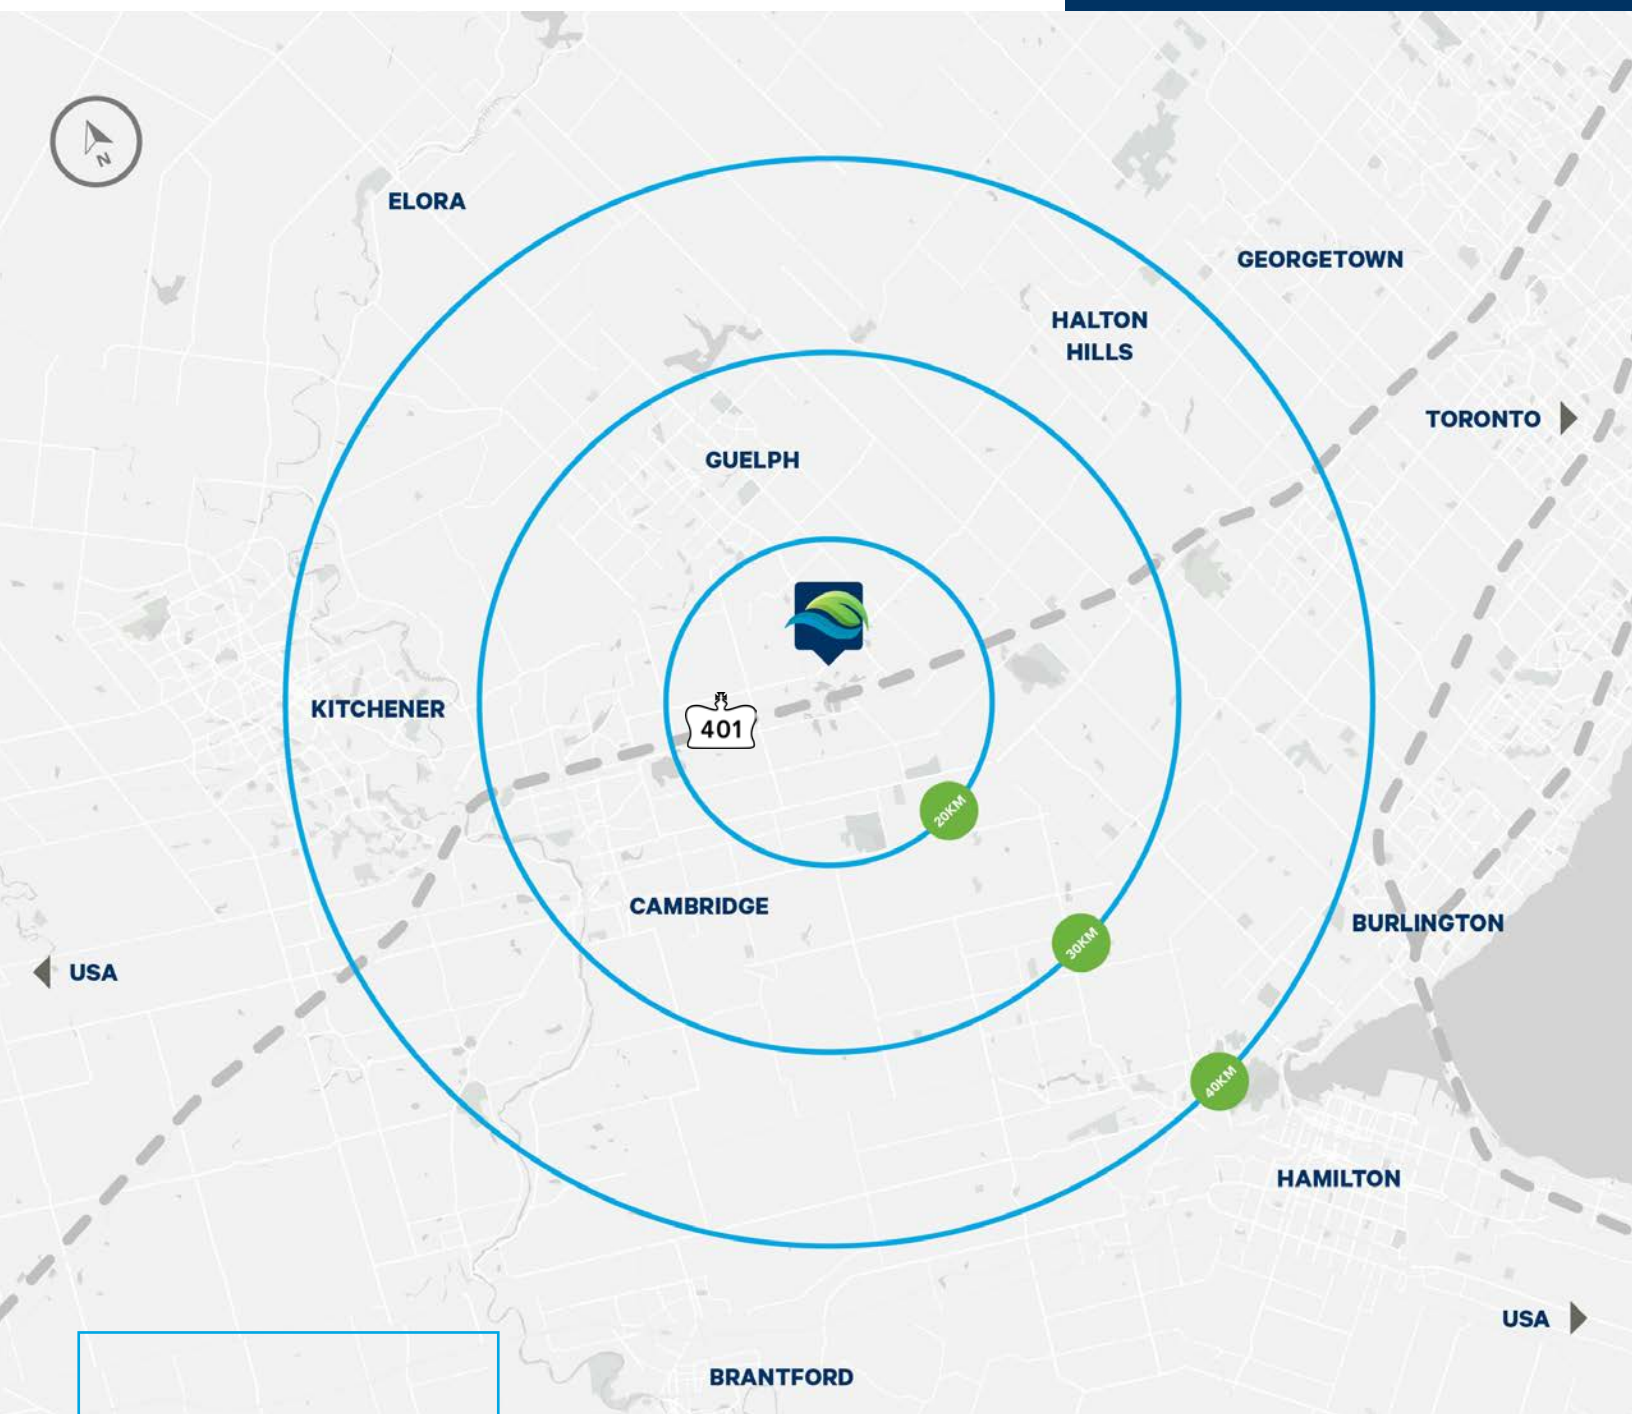 N
ELORA
GEORGETOWN
HALTON
HILLS
TORONTO
GUELPH
KITCHENER
401
20KM
CAMBRIDGE
BURLINGTON
30KM
USA
40KM
HAMILTON
USA
BRANTFORD